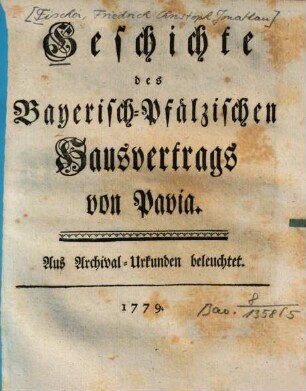 [Fischer, Friedrich Christoph Jonathan]
Geschichte
des
Bayerisch-Pfälzischen
Hausvertrags
von Pavia.
Aus Archival-Urkunden beleuchtet.
1779.
Bav. 8
1358/5